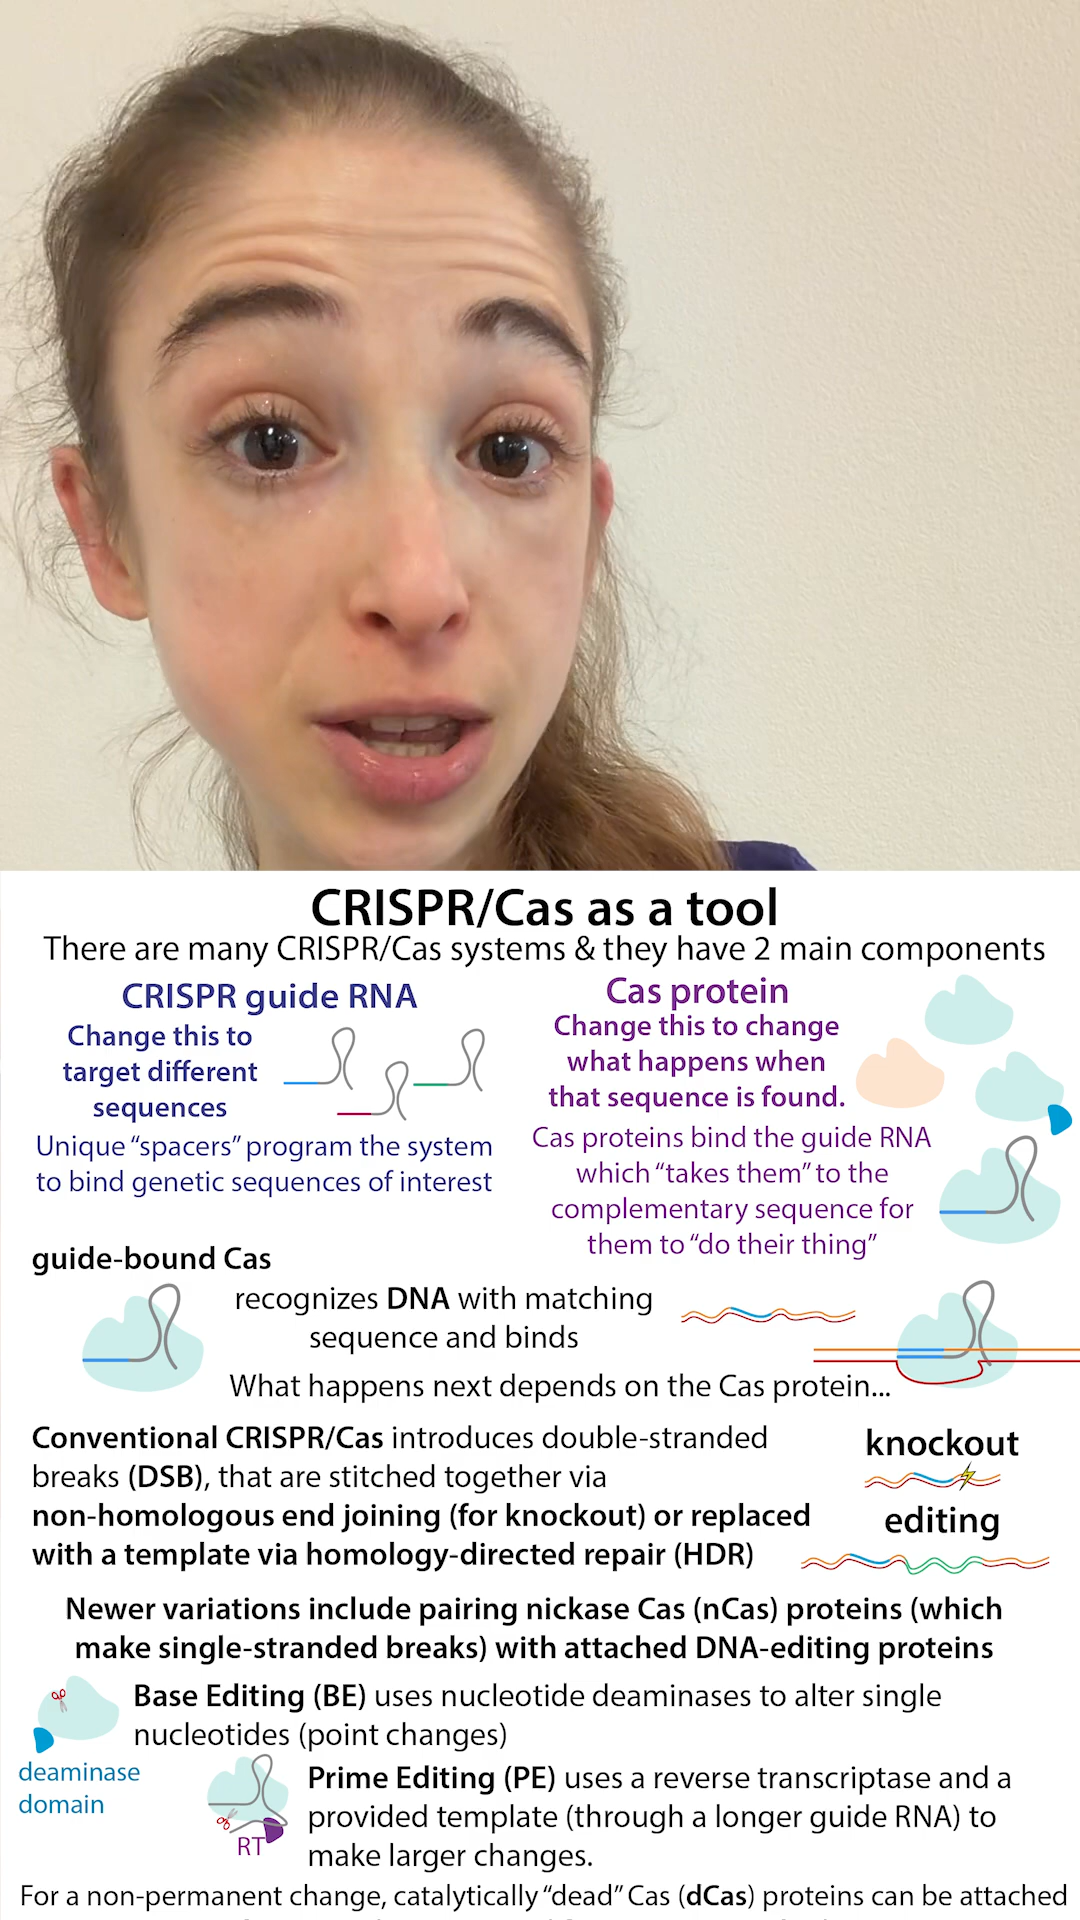 CRISPR/Cas as a tool
There are many CRISPR/Cas systems & they have 2 main components
CRISPR guide RNA
Change this to
target different
sequences
Unique “spacers” program the system
to bind genetic sequences of interest
Cas protein
Change this to change
what happens when
that sequence is found.
Cas proteins bind the guide RNA
which “takes them” to the
complementary sequence for
them to “do their thing”
guide-bound Cas
recognizes DNA with matching
sequence and binds
What happens next depends on the Cas protein...
Conventional CRISPR/Cas introduces double-stranded
breaks (DSB), that are stitched together via
non-homologous end joining (for knockout) or replaced
with a template via homology-directed repair (HDR)
knockout
editing
Newer variations include pairing nickase Cas (nCas) proteins (which
make single-stranded breaks) with attached DNA-editing proteins
Base Editing (BE) uses nucleotide deaminases to alter single
nucleotides (point changes)
deaminase
domain
Prime Editing (PE) uses a reverse transcriptase and a
provided template (through a longer guide RNA) to
make larger changes.
RT
For a non-permanent change, catalytically “dead” Cas (dCas) proteins can be attached